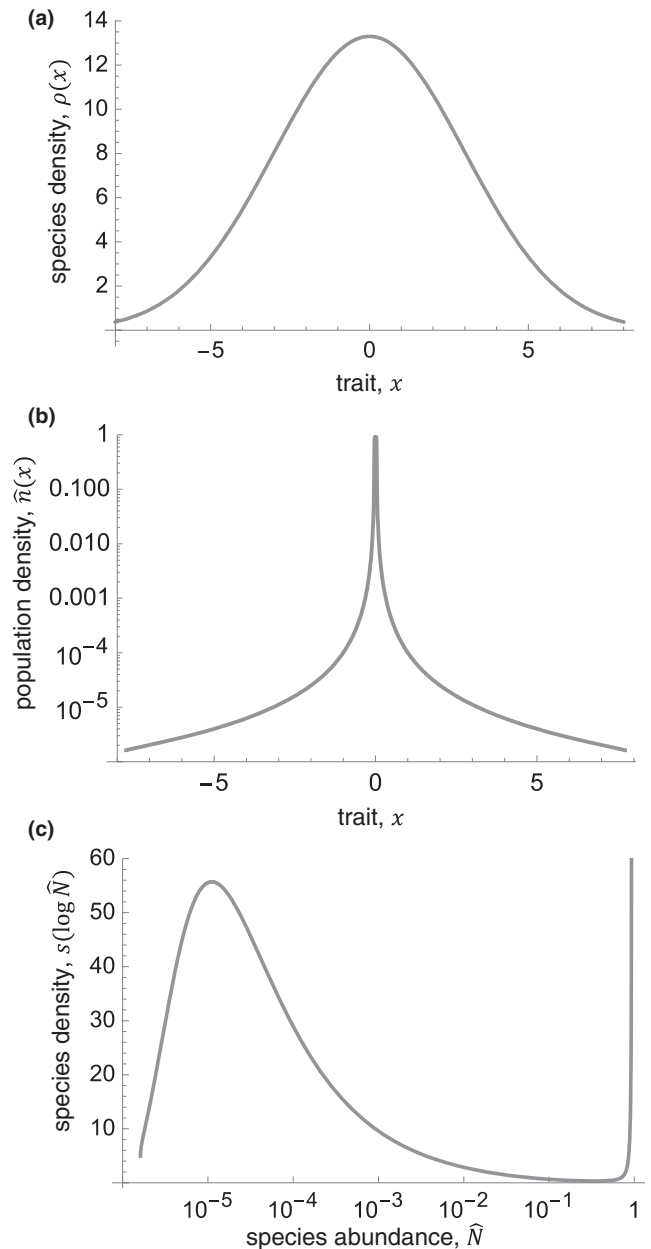 (a)
14
12
10
8
6
4
2
−5 0 5
species density, ρ(x)
trait, x
(b)
1
0.100
0.010
0.001
10⁻⁴
10⁻⁵
−5 0 5
population density, n̂(x)
trait, x
(c)
60
50
40
30
20
10
10⁻⁵ 10⁻⁴ 10⁻³ 10⁻² 10⁻¹ 1
species density, s(log N̂)
species abundance, N̂